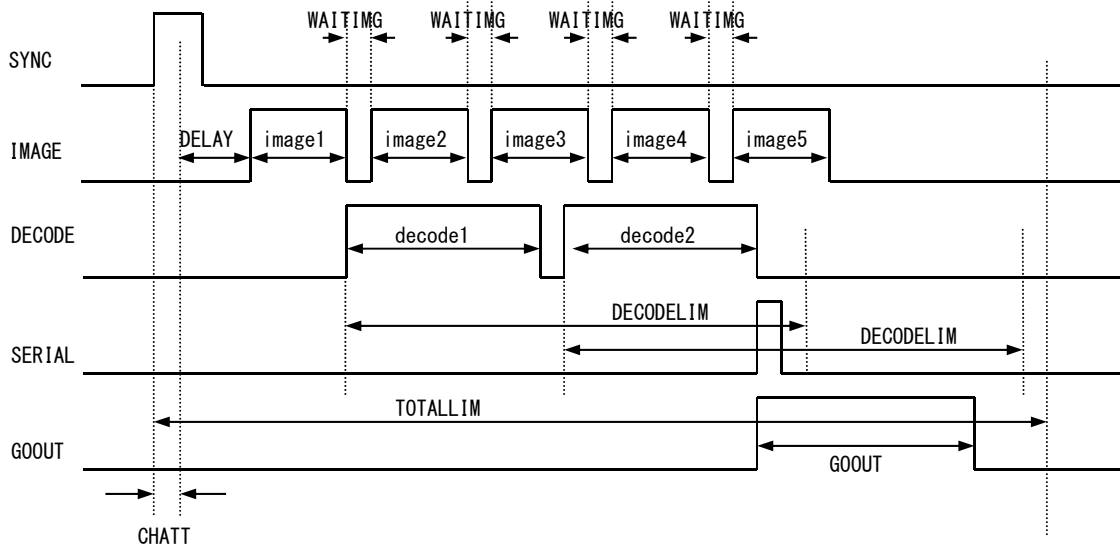 WAITIMG WAITIMG WAITIMG WAITIMG
SYNC
DELAY image1 image2 image3 image4 image5
IMAGE
DECODE
decode1 decode2
DECODELIM
DECODELIM
SERIAL
TOTALLIM
GOOUT
GOOUT
CHATT